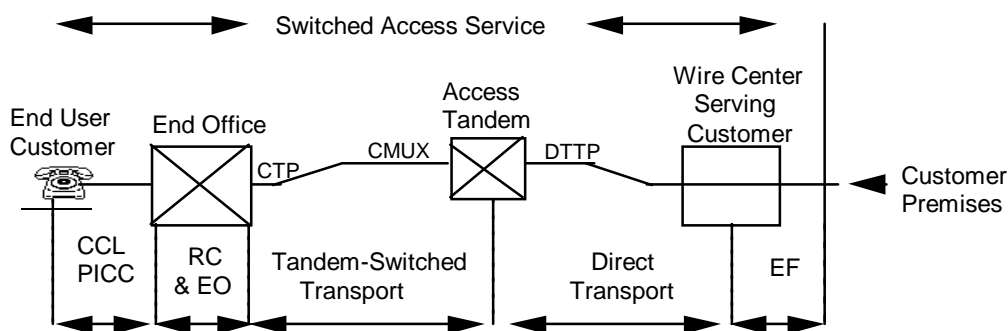 Switched Access Service
Wire Center
Serving
Customer
Access
Tandem
End User
Customer
End Office
CTP
CMUX
DTTP
Customer
Premises
CCL
PICC
RC
& EO
Tandem-Switched
Transport
Direct
Transport
EF